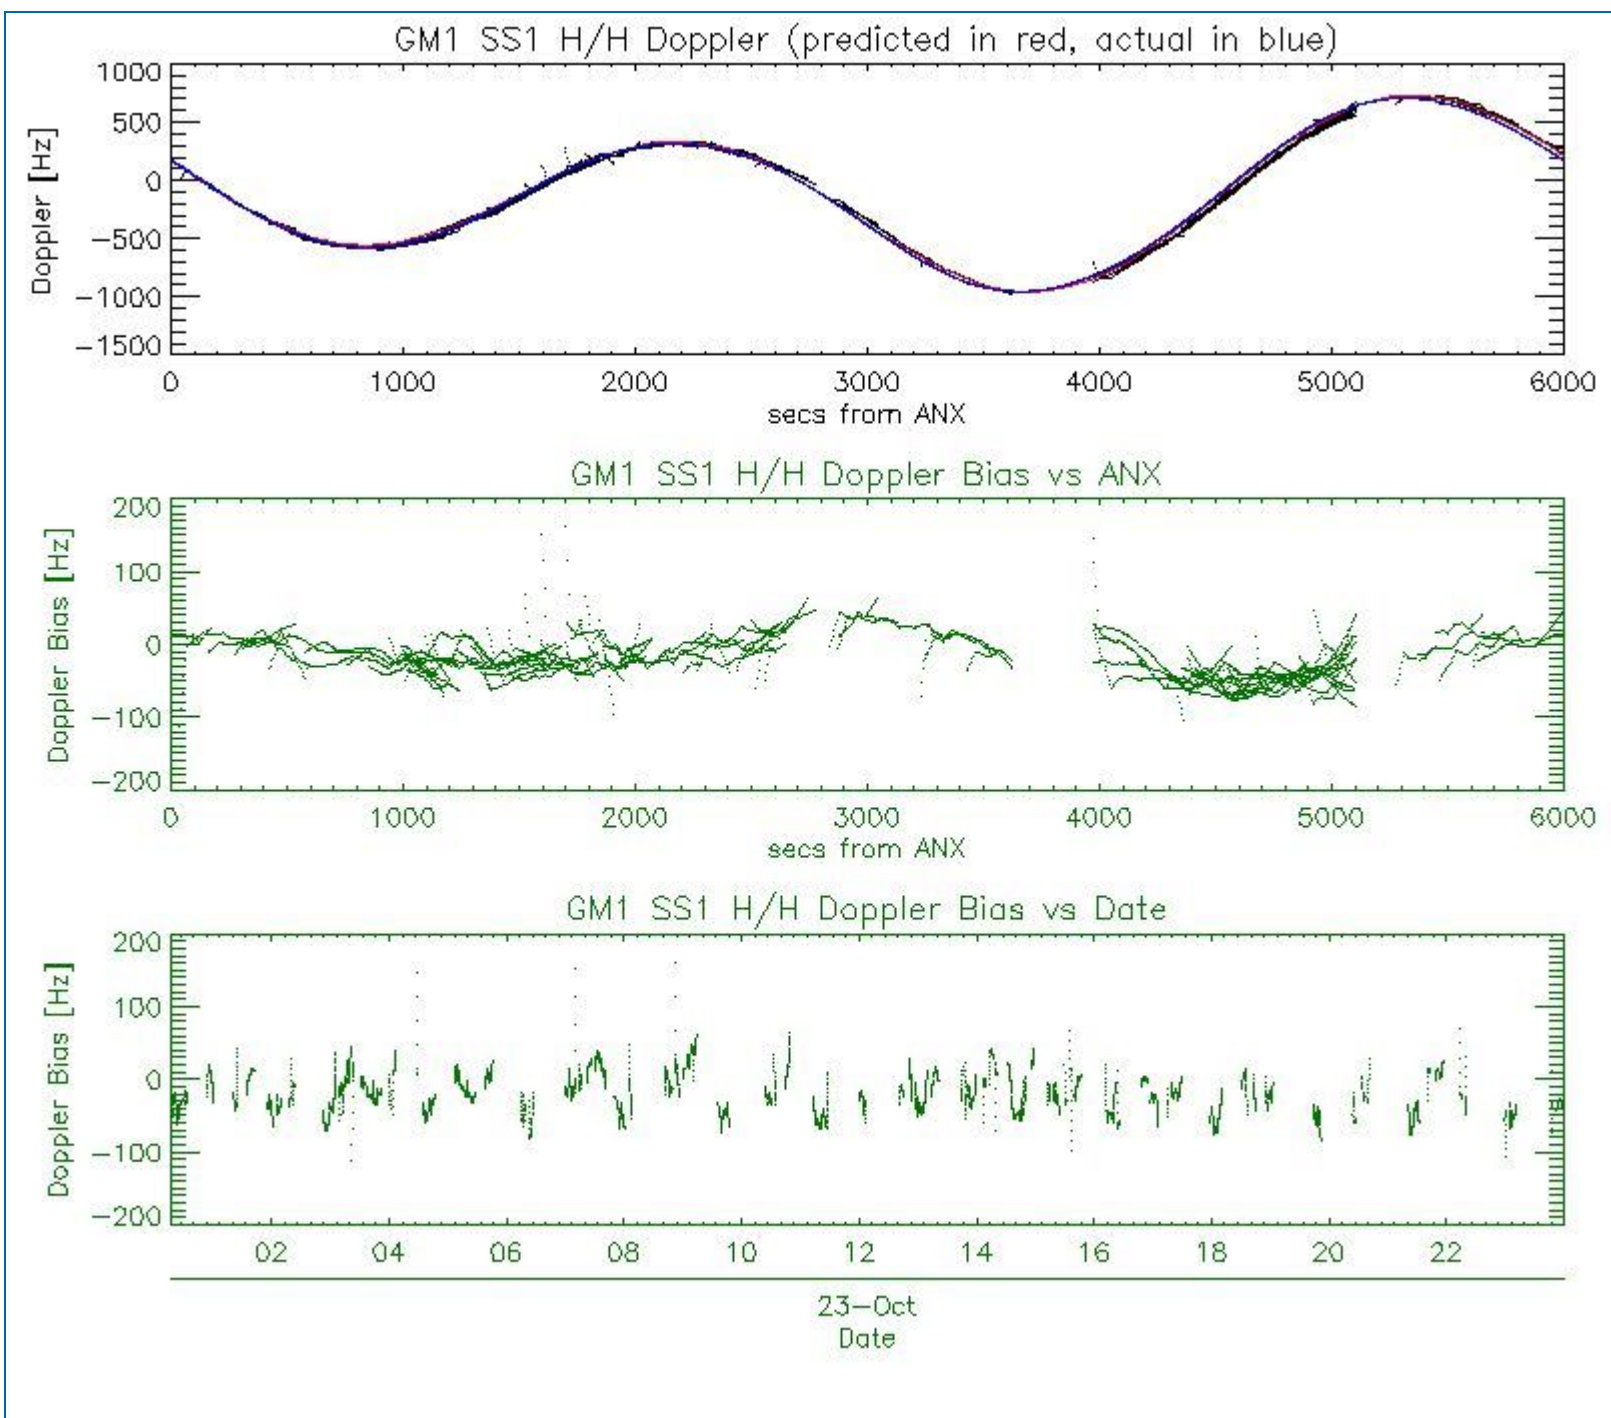 GM1 SS1 H/H Doppler (predicted in red, actual in blue)
Doppler [Hz]
1000
500
0
−500
−1000
−1500
0 1000 2000 3000 4000 5000 6000
secs from ANX
GM1 SS1 H/H Doppler Bias vs ANX
Doppler Bias [Hz]
200
100
0
−100
−200
0 1000 2000 3000 4000 5000 6000
secs from ANX
GM1 SS1 H/H Doppler Bias vs Date
Doppler Bias [Hz]
200
100
0
−100
−200
02 04 06 08 10 12 14 16 18 20 22
23−Oct
Date